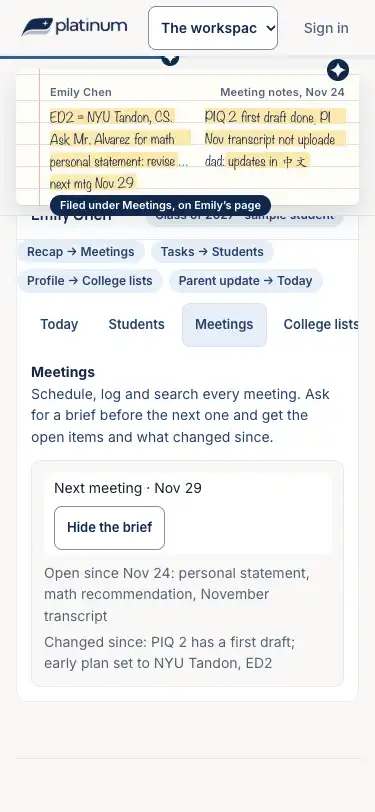 platinum
The workspac
Sign in
Emily Chen
Meeting notes, Nov 24
ED2 = NYU Tandon, CS.
Ask Mr. Alvarez for math
personal statement: revise ...
next mtg Nov 29
PIQ 2 first draft done. PI
Nov transcript not uploade
dad: updates in 中文
Filed under Meetings, on Emily's page
Emily Chen
Class of 2027 · sample student
Recap → Meetings
Tasks → Students
Profile → College lists
Parent update → Today
Today
Students
Meetings
College lists
Meetings
Schedule, log and search every meeting. Ask
for a brief before the next one and get the
open items and what changed since.
Next meeting · Nov 29
Hide the brief
Open since Nov 24: personal statement,
math recommendation, November
transcript
Changed since: PIQ 2 has a first draft;
early plan set to NYU Tandon, ED2